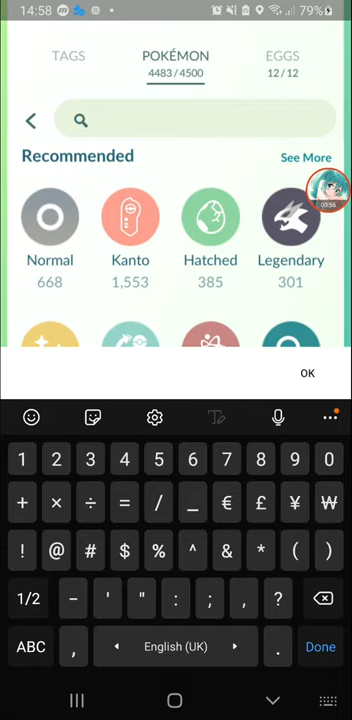 14:58 79%
TAGS POKÉMON EGGS
4483/4500 12/12
Recommended See More
00:56
Normal Kanto Hatched Legendary
668 1,553 385 301
OK
1 2 3 4 5 6 7 8 9 0
+ × ÷ = / _ € £ ¥ ₩
! @ # $ % ^ & * ( )
1/2 - ' " : ; , ?
ABC , English (UK) . Done